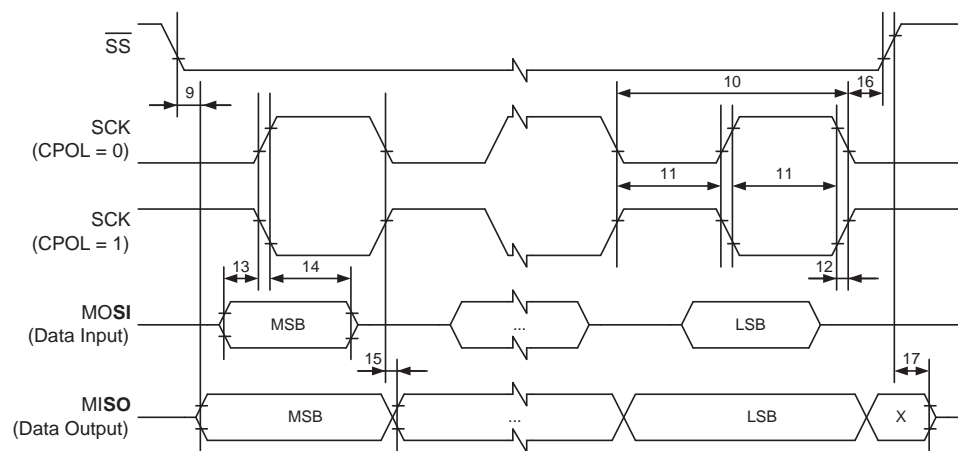 SS
9
10
16
SCK
(CPOL = 0)
11
11
SCK
(CPOL = 1)
13
14
12
MOSI
(Data Input)
MSB
...
LSB
15
17
MISO
(Data Output)
MSB
...
LSB
X